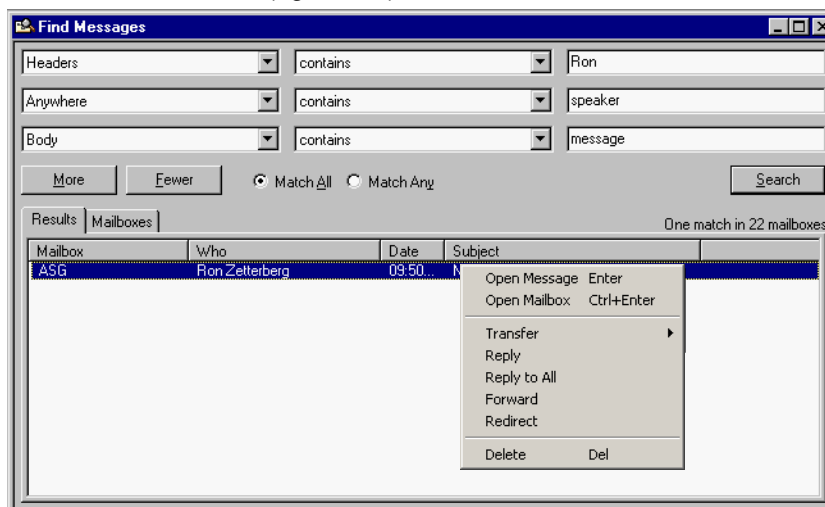 Find Messages
Headers contains Ron
Anywhere contains speaker
Body contains message
More Fewer Match All Match Any Search
Results Mailboxes One match in 22 mailboxes
Mailbox Who Date Subject
ASG Ron Zetterberg 09:50... N
Open Message Enter
Open Mailbox Ctrl+Enter
Transfer
Reply
Reply to All
Forward
Redirect
Delete Del